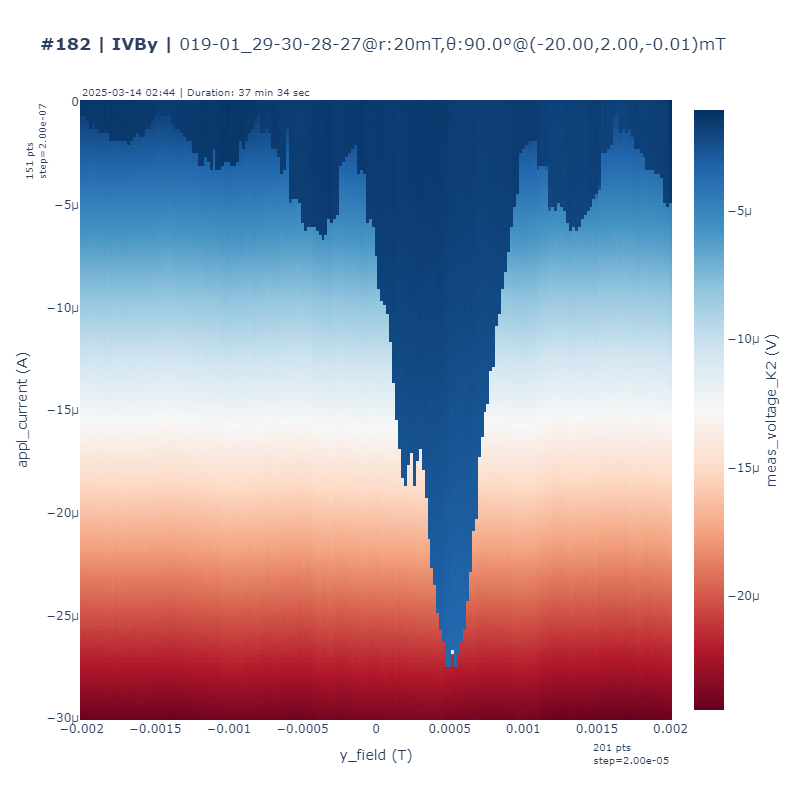 #182 | IVBy | 019-01_29-30-28-27@r:20mT,θ:90.0°@(-20.00,2.00,-0.01)mT
2025-03-14 02:44 | Duration: 37 min 34 sec
151 pts
step=2.00e-07
appl_current (A)
0
−5μ
−10μ
−15μ
−20μ
−25μ
−30μ
−0.002
−0.0015
−0.001
−0.0005
0
0.0005
0.001
0.0015
0.002
y_field (T)
201 pts
step=2.00e-05
−5μ
−10μ
−15μ
−20μ
meas_voltage_K2 (V)